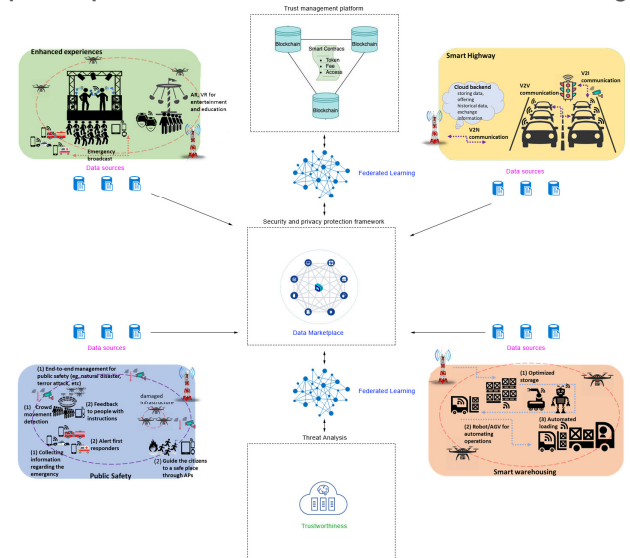 Trust management platform
Blockchain
Blockchain
Smart Contracs
Token
Fee
Access
Blockchain
Enhanced experiences
AR, VR for
entertainment
and education
Emergency
broadcast
Data sources
Smart Highway
Cloud backend
storing data,
offering
historical data,
exchange
information
V2V
communication
V2I
communication
V2N
communication
Data sources
Federated Learning
Security and privacy protection framework
Data Marketplace
Data sources
Data sources
(1) End-to-end management for
public safety (eg. natural disaster,
terror attack, etc)
(1) Crowd
movement
detection
(2) Feedback
to people with
instructions
damaged
(2) Alert first
responders
(1) Collecting
information
regarding the
emergency
(2) Guide the citizens
to a safe place
through APs
Public Safety
Federated Learning
Threat Analysis
Trustworthiness
(1) Optimized
storage
(2) Robot/AGV for
automating
operations
(3) Automated
loading
Smart warehousing